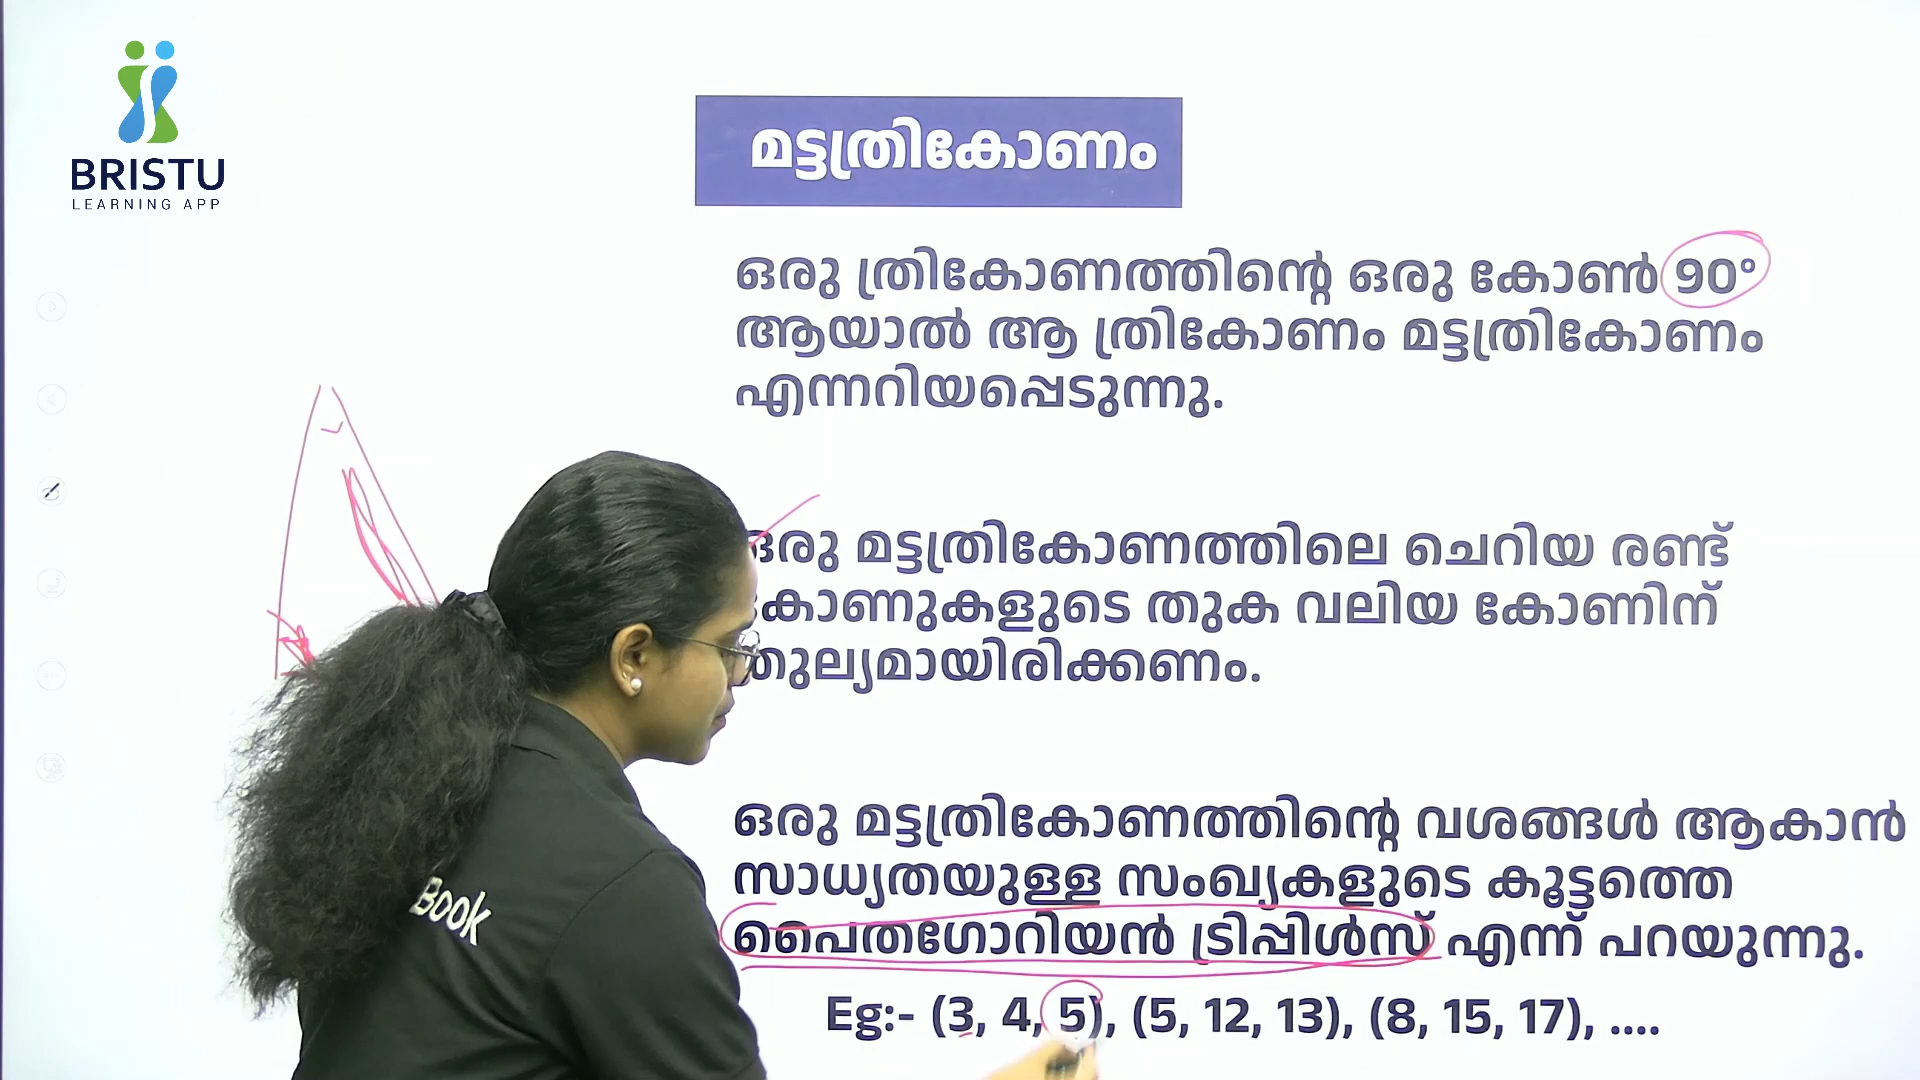 BRISTU
LEARNING APP
മട്ടത്രികോണം
ഒരു ത്രികോണത്തിന്റെ ഒരു കോൺ 90°
ആയാൽ ആ ത്രികോണം മട്ടത്രികോണം
എന്നറിയപ്പെടുന്നു.
ഒരു മട്ടത്രികോണത്തിലെ ചെറിയ രണ്ട്
കോണുകളുടെ തുക വലിയ കോണിന്
തുല്യമായിരിക്കണം.
ഒരു മട്ടത്രികോണത്തിന്റെ വശങ്ങൾ ആകാൻ
സാധ്യതയുള്ള സംഖ്യകളുടെ കൂട്ടത്തെ
പൈതഗോറിയൻ ട്രിപ്പിൾസ് എന്ന് പറയുന്നു.
Eg:- (3, 4, 5), (5, 12, 13), (8, 15, 17), ....
Book